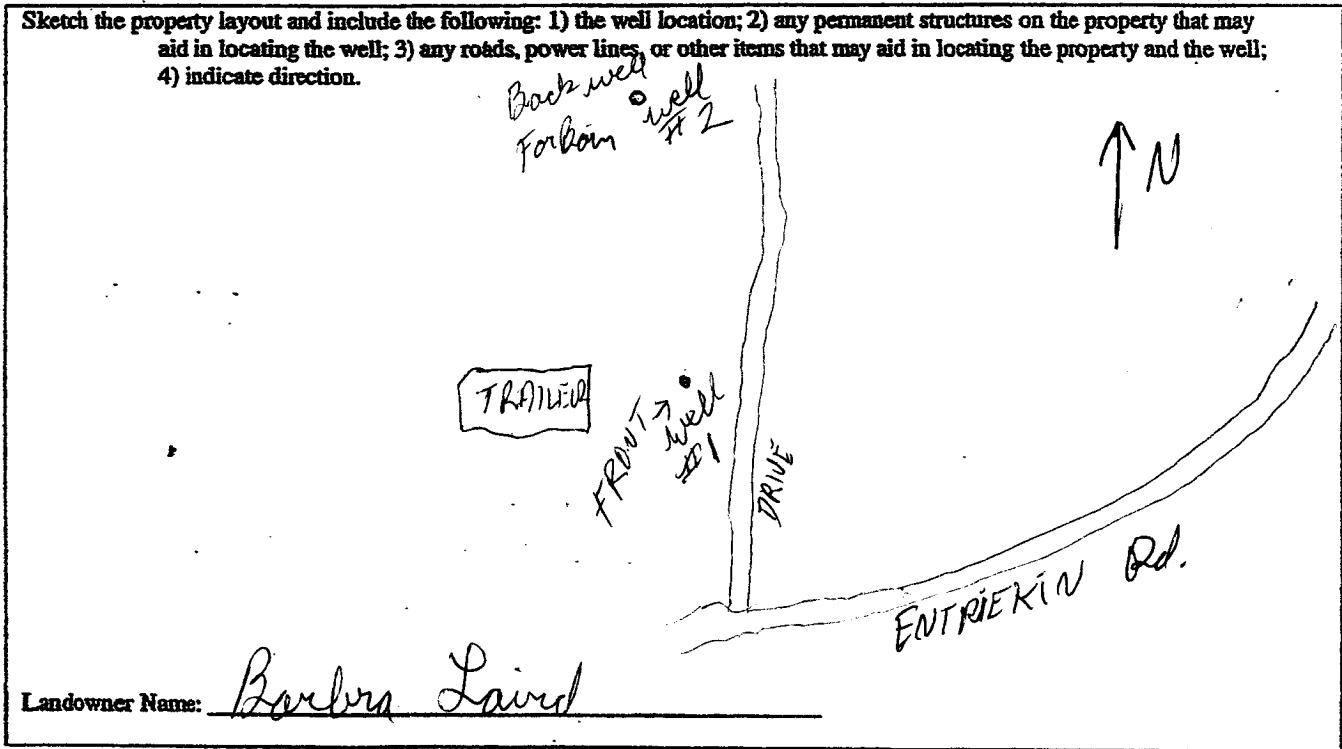 Sketch the property layout and include the following: 1) the well location; 2) any permanent structures on the property that may
aid in locating the well; 3) any roads, power lines, or other items that may aid in locating the property and the well;
4) indicate direction.
Back well
For
well
# 2
N
TRAILER
FRONT →
well
#1
DRIVE
ENTRIEKIN Rd.
Landowner Name: Barbra Laird